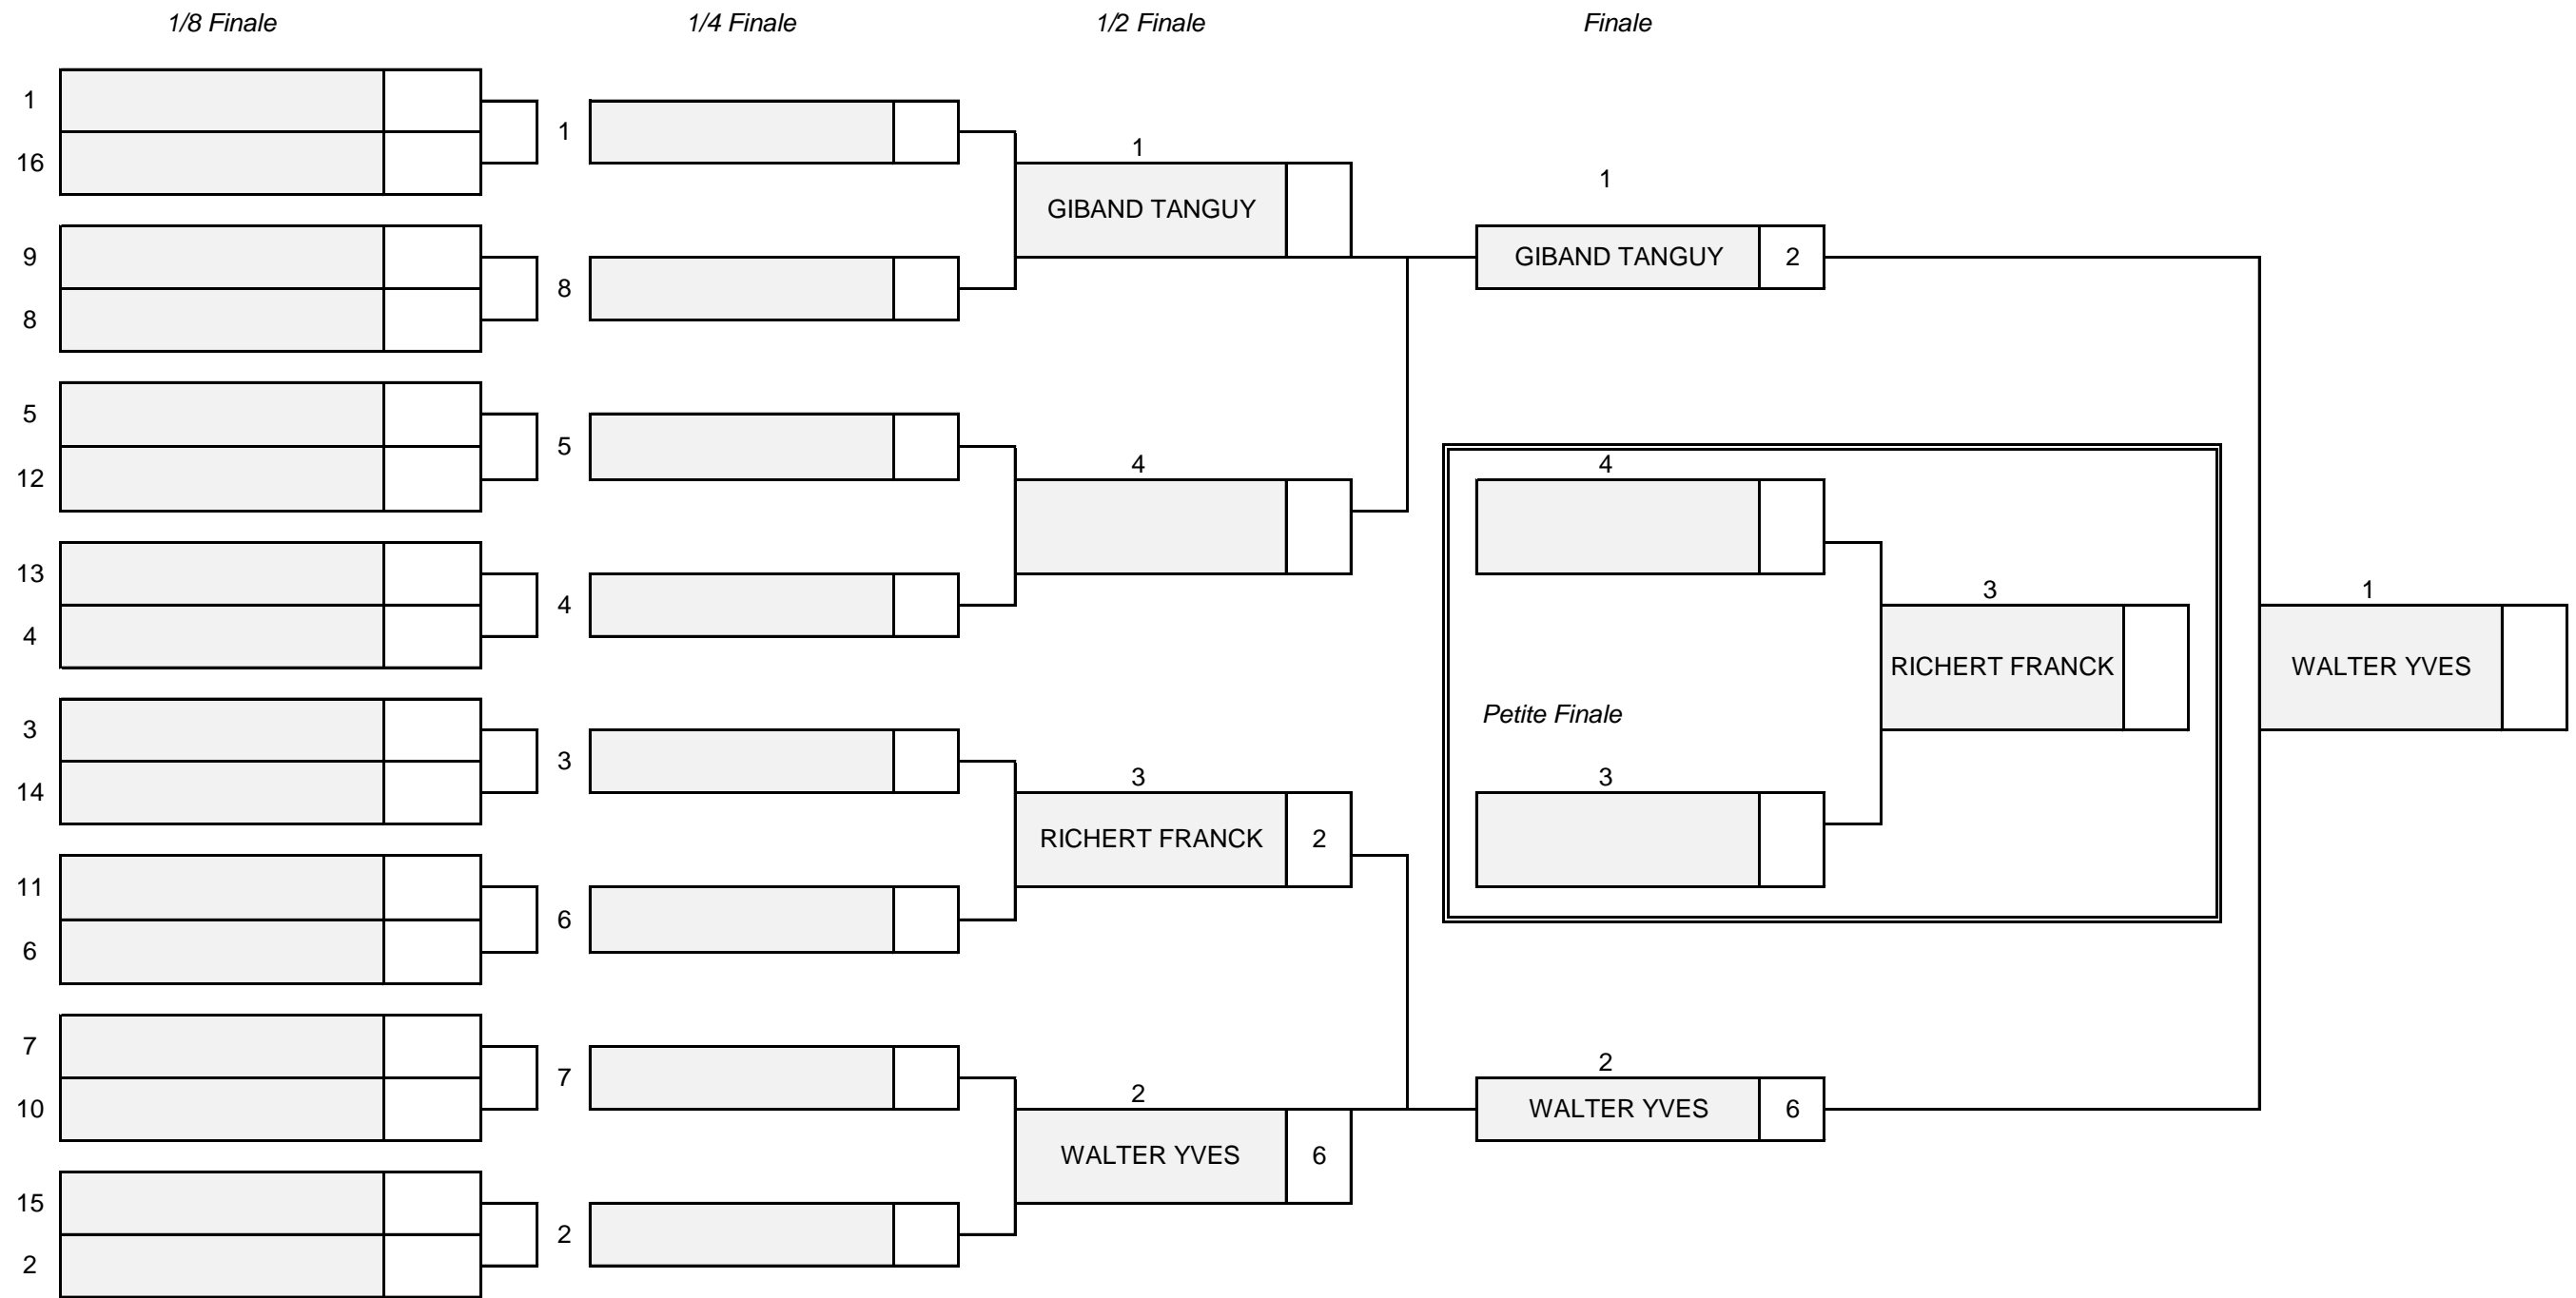 1/8 Finale
1/4 Finale
1/2 Finale
Finale
1
16
9
8
5
12
13
4
3
14
11
6
7
10
15
2
1
8
5
4
3
6
7
2
1
GIBAND TANGUY
4
3
RICHERT FRANCK 2
2
WALTER YVES 6
1
GIBAND TANGUY 2
4
Petite Finale
3
3
RICHERT FRANCK
2
WALTER YVES 6
1
WALTER YVES